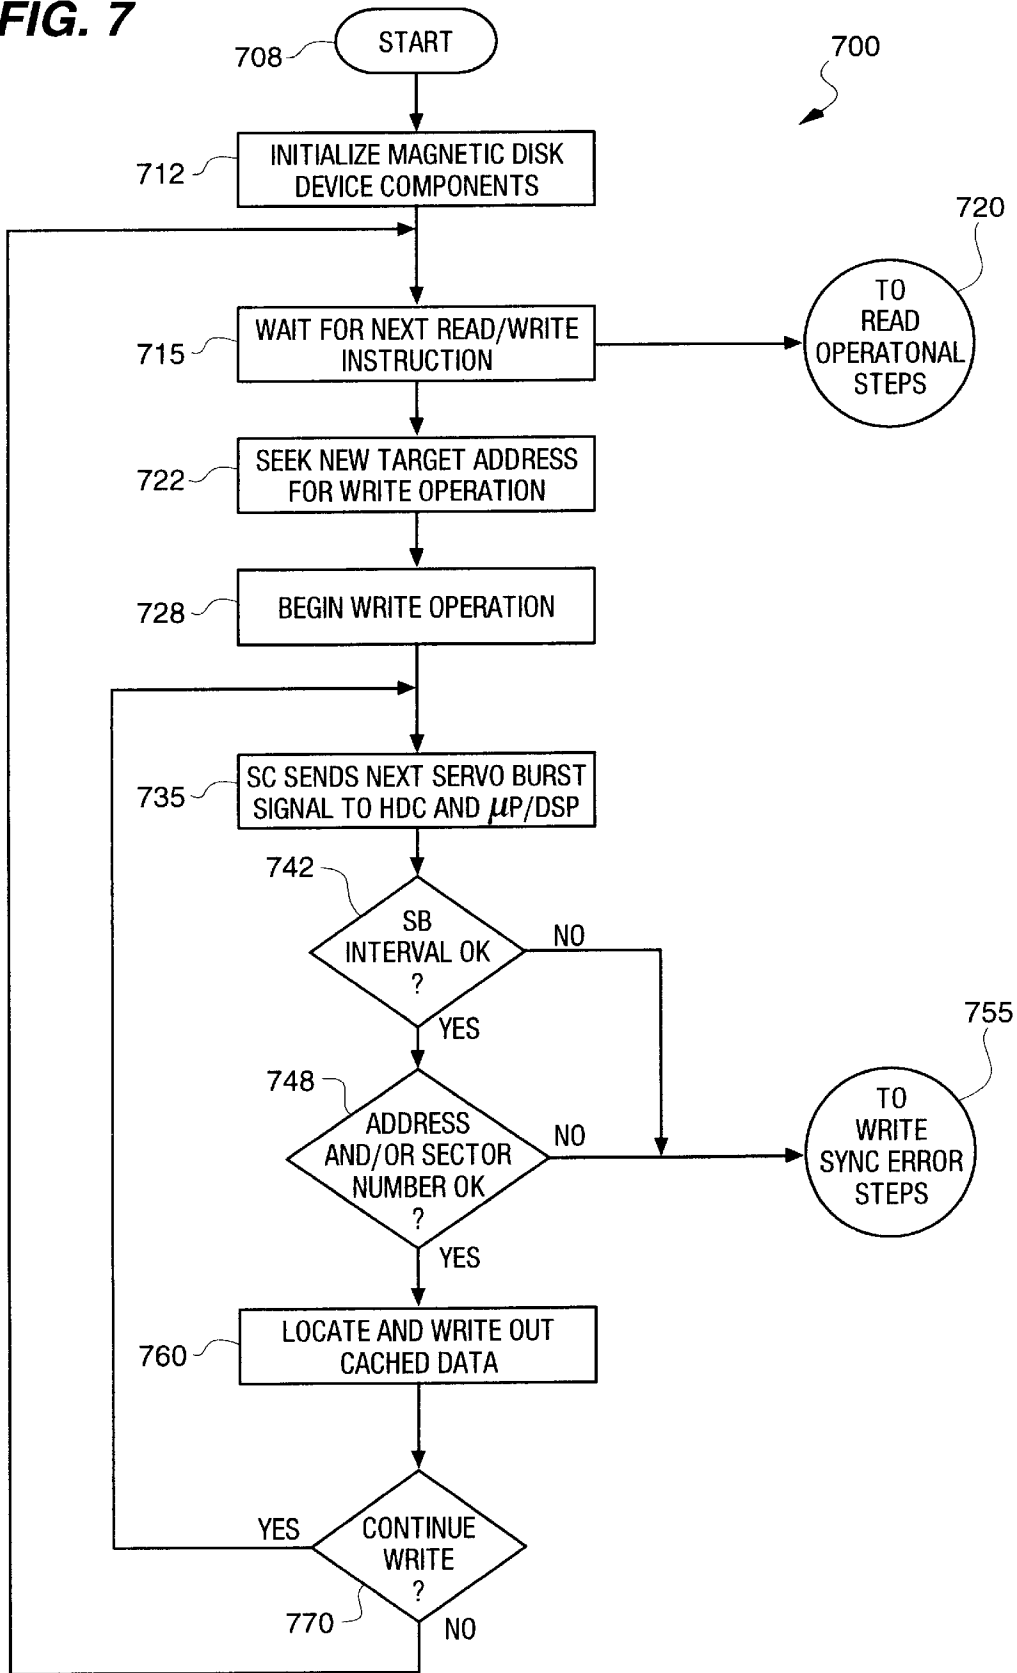 FIG. 7
708
START
700
712
INITIALIZE MAGNETIC DISK
DEVICE COMPONENTS
720
TO
READ
OPERATONAL
STEPS
715
WAIT FOR NEXT READ/WRITE
INSTRUCTION
722
SEEK NEW TARGET ADDRESS
FOR WRITE OPERATION
728
BEGIN WRITE OPERATION
735
SC SENDS NEXT SERVO BURST
SIGNAL TO HDC AND μP/DSP
742
SB
INTERVAL OK
?
NO
YES
755
TO
WRITE
SYNC ERROR
STEPS
748
ADDRESS
AND/OR SECTOR
NUMBER OK
?
NO
YES
760
LOCATE AND WRITE OUT
CACHED DATA
YES
CONTINUE
WRITE
?
770
NO